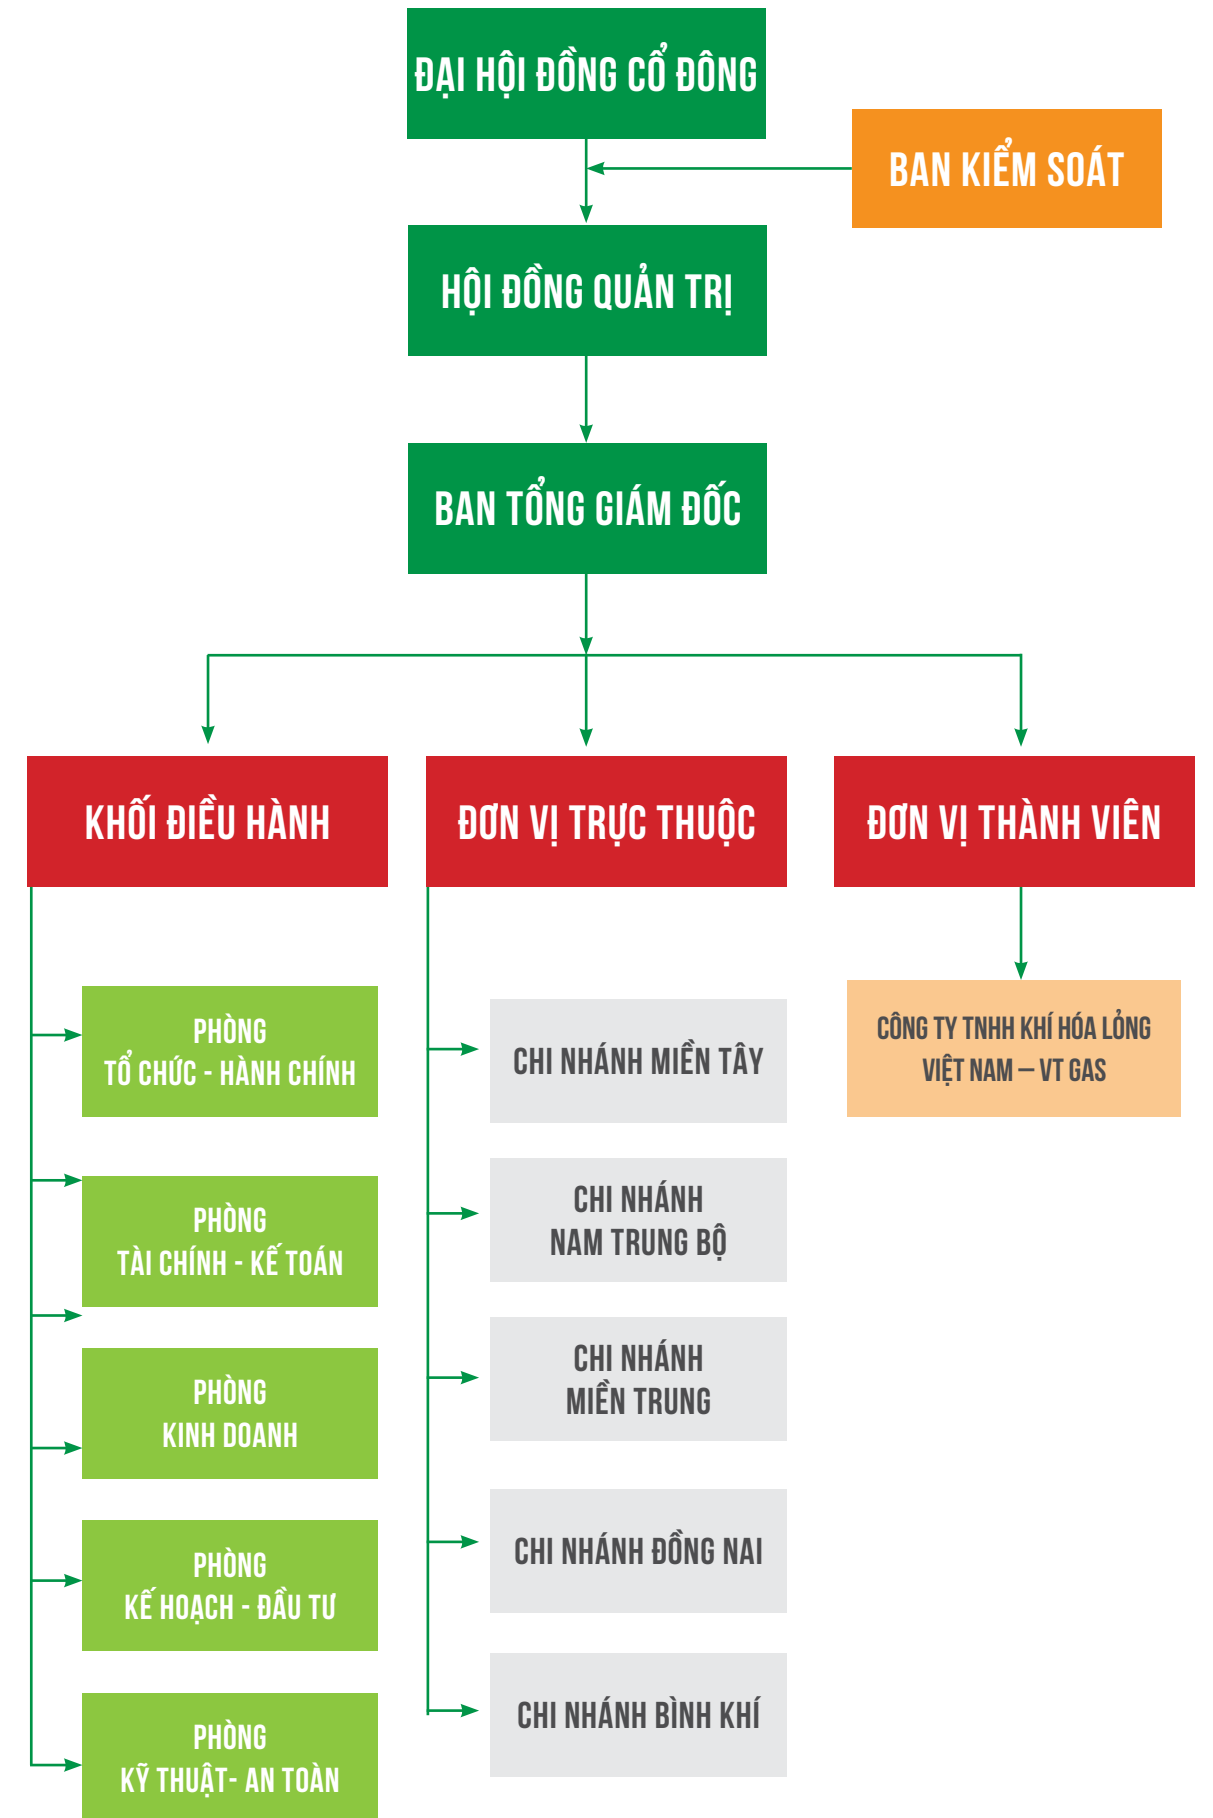 ĐẠI HỘI ĐỒNG CỔ ĐÔNG
BAN KIỂM SOÁT
HỘI ĐỒNG QUẢN TRỊ
BAN TỔNG GIÁM ĐỐC
KHỐI ĐIỀU HÀNH
ĐƠN VỊ TRỰC THUỘC
ĐƠN VỊ THÀNH VIÊN
PHÒNG
TỔ CHỨC - HÀNH CHÍNH
PHÒNG
TÀI CHÍNH - KẾ TOÁN
PHÒNG
KINH DOANH
PHÒNG
KẾ HOẠCH - ĐẦU TƯ
PHÒNG
KỸ THUẬT- AN TOÀN
CHI NHÁNH MIỀN TÂY
CHI NHÁNH
NAM TRUNG BỘ
CHI NHÁNH
MIỀN TRUNG
CHI NHÁNH ĐỒNG NAI
CHI NHÁNH BÌNH KHÍ
CÔNG TY TNHH KHÍ HÓA LỎNG
VIỆT NAM – VT GAS